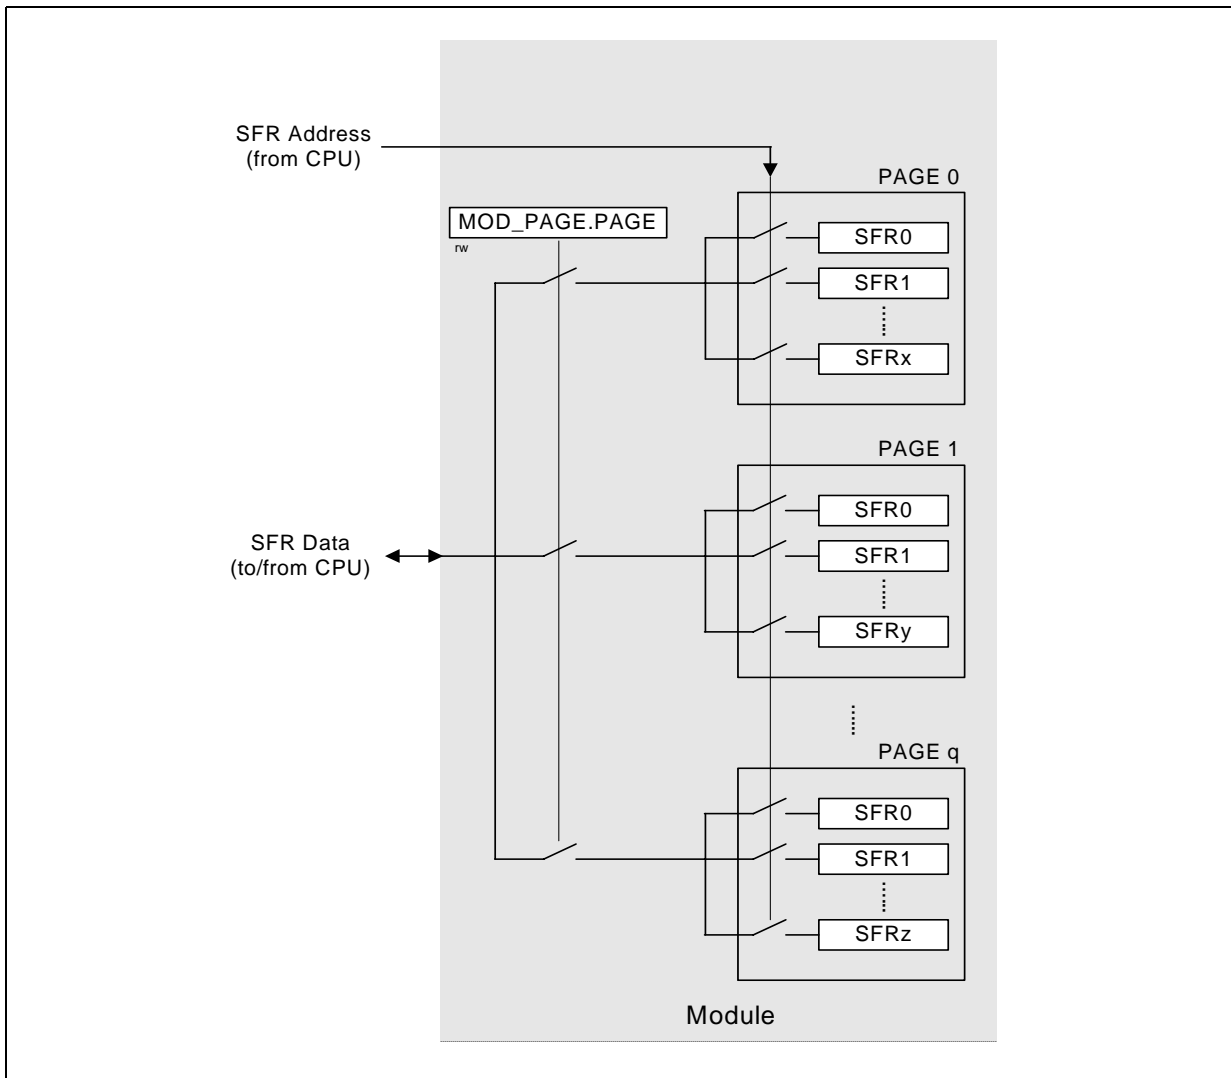 SFR Address
(from CPU)
PAGE 0
MOD_PAGE.PAGE
rw
SFR0
SFR1
SFRx
PAGE 1
SFR0
SFR Data
(to/from CPU)
SFR1
SFRy
PAGE q
SFR0
SFR1
SFRz
Module